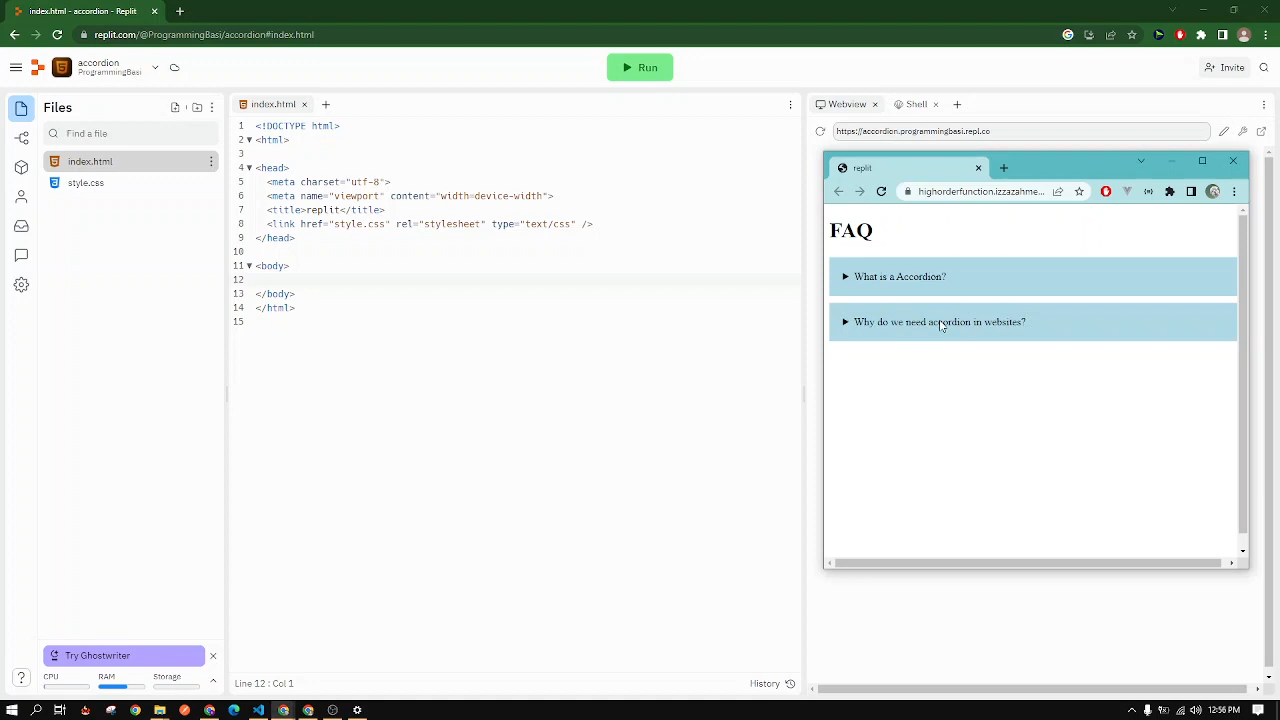 index.html - accordion - Replit
replit.com/@ProgrammingBasi/accordion#index.html
accordion
ProgrammingBasi
Run
Invite
Files
Find a file
index.html
style.css
Try Ghostwriter
CPU
RAM
Storage
index.html
1 <!DOCTYPE html>
2 <html>
3
4 <head>
5 <meta charset="utf-8">
6 <meta name="viewport" content="width=device-width">
7 <title>replit</title>
8 <link href="style.css" rel="stylesheet" type="text/css" />
9 </head>
10
11 <body>
12
13 </body>
14 </html>
15
Line 12 : Col 1
History
Webview
Shell
https://accordion.programmingbasi.repl.co
replit
highorderfunction.izzazahme...
FAQ
What is a Accordion?
Why do we need accordion in websites?
12:56 PM